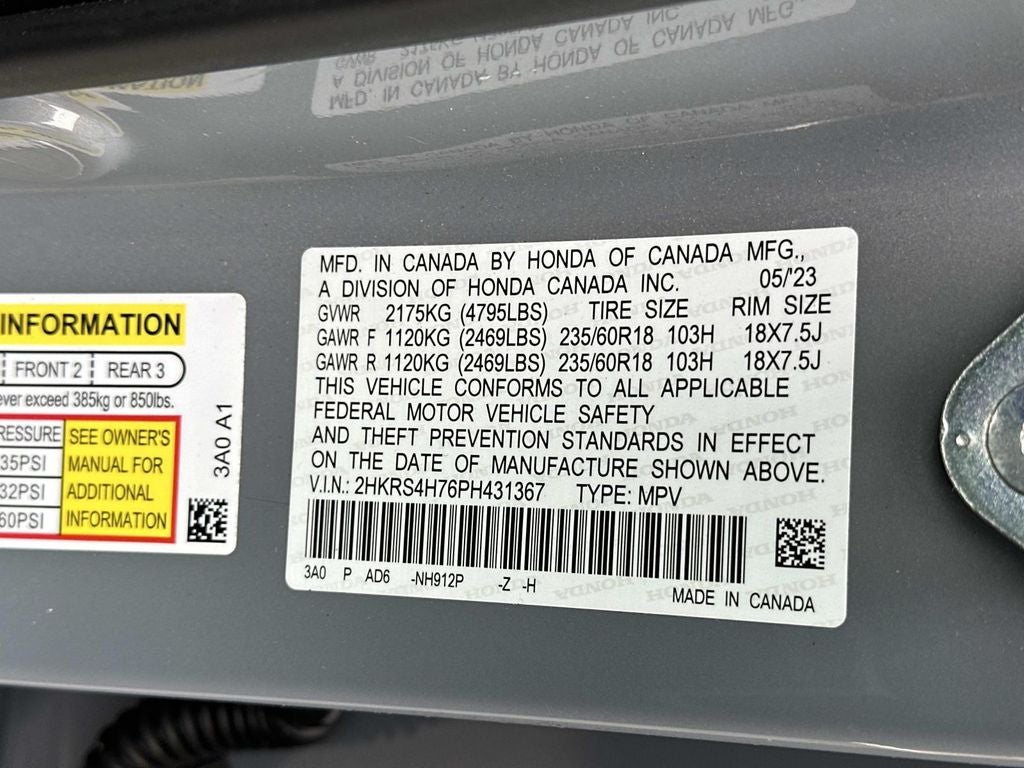 MFD. IN CANADA BY HONDA OF CANADA MFG.,
A DIVISION OF HONDA CANADA INC. 05/'23
GVWR 2175KG (4795LBS) TIRE SIZE RIM SIZE
GAWR F 1120KG (2469LBS) 235/60R18 103H 18X7.5J
GAWR R 1120KG (2469LBS) 235/60R18 103H 18X7.5J
THIS VEHICLE CONFORMS TO ALL APPLICABLE
FEDERAL MOTOR VEHICLE SAFETY
AND THEFT PREVENTION STANDARDS IN EFFECT
ON THE DATE OF MANUFACTURE SHOWN ABOVE.
V.I.N.: 2HKRS4H76PH431367 TYPE: MPV
3A0 P AD6 -NH912P -Z -H
MADE IN CANADA
INFORMATION
FRONT 2 REAR 3
exceed 385kg or 850lbs.
SEE OWNER'S
35PSI MANUAL FOR
32PSI ADDITIONAL
60PSI INFORMATION
3A0 A1